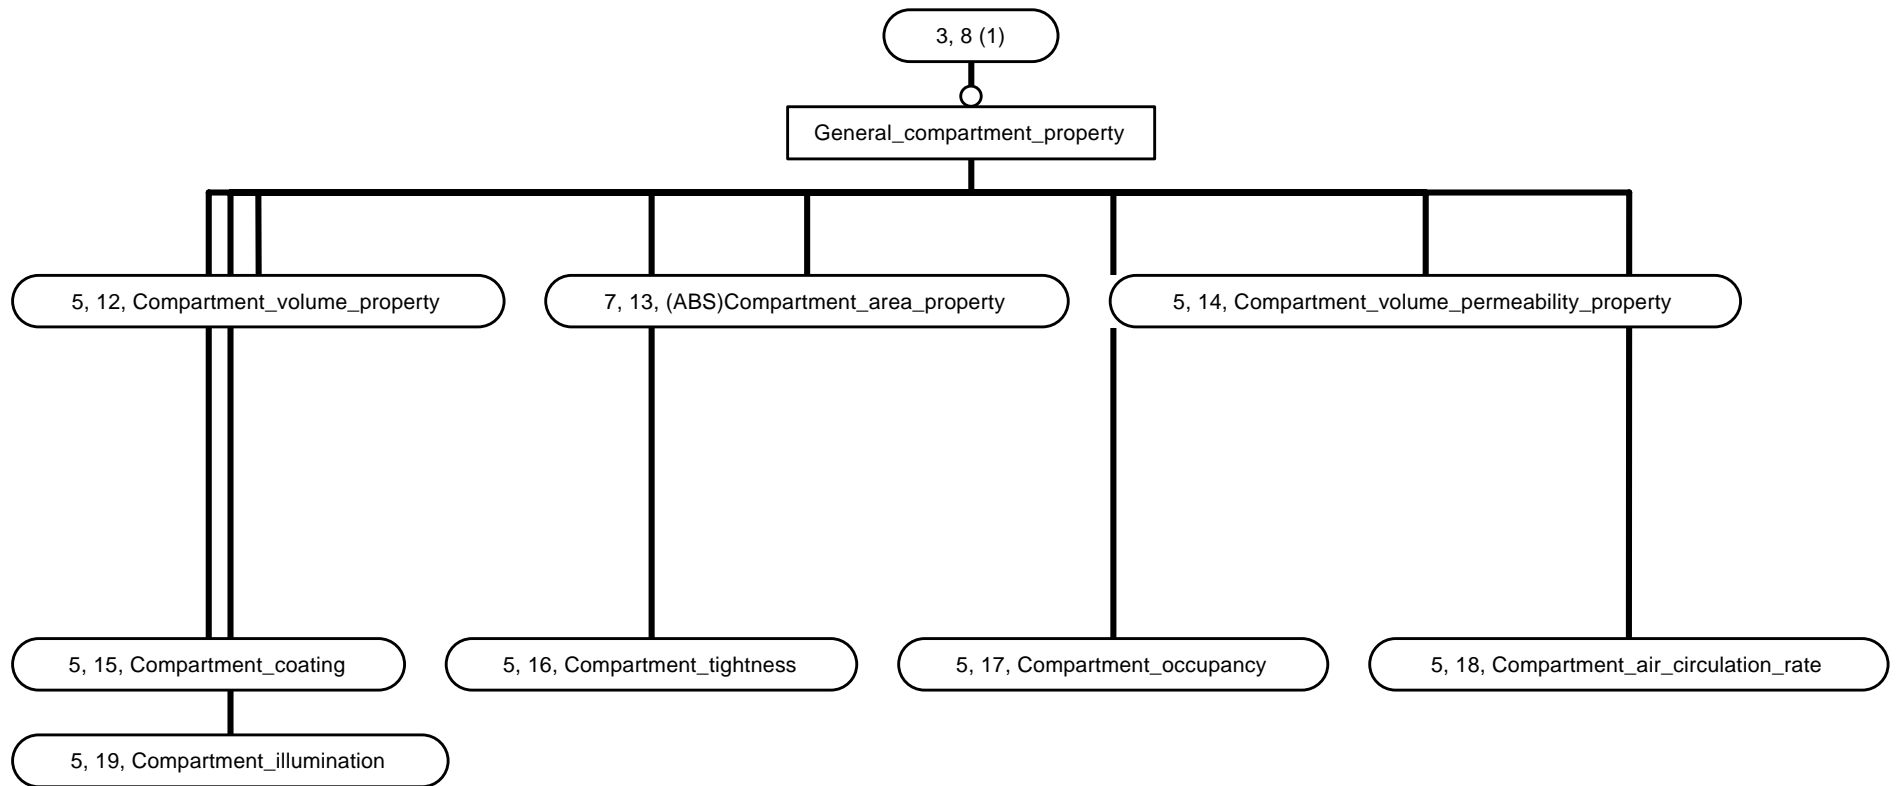 3, 8 (1)
General_compartment_property
5, 12, Compartment_volume_property
7, 13, (ABS)Compartment_area_property
5, 14, Compartment_volume_permeability_property
5, 15, Compartment_coating
5, 16, Compartment_tightness
5, 17, Compartment_occupancy
5, 18, Compartment_air_circulation_rate
5, 19, Compartment_illumination